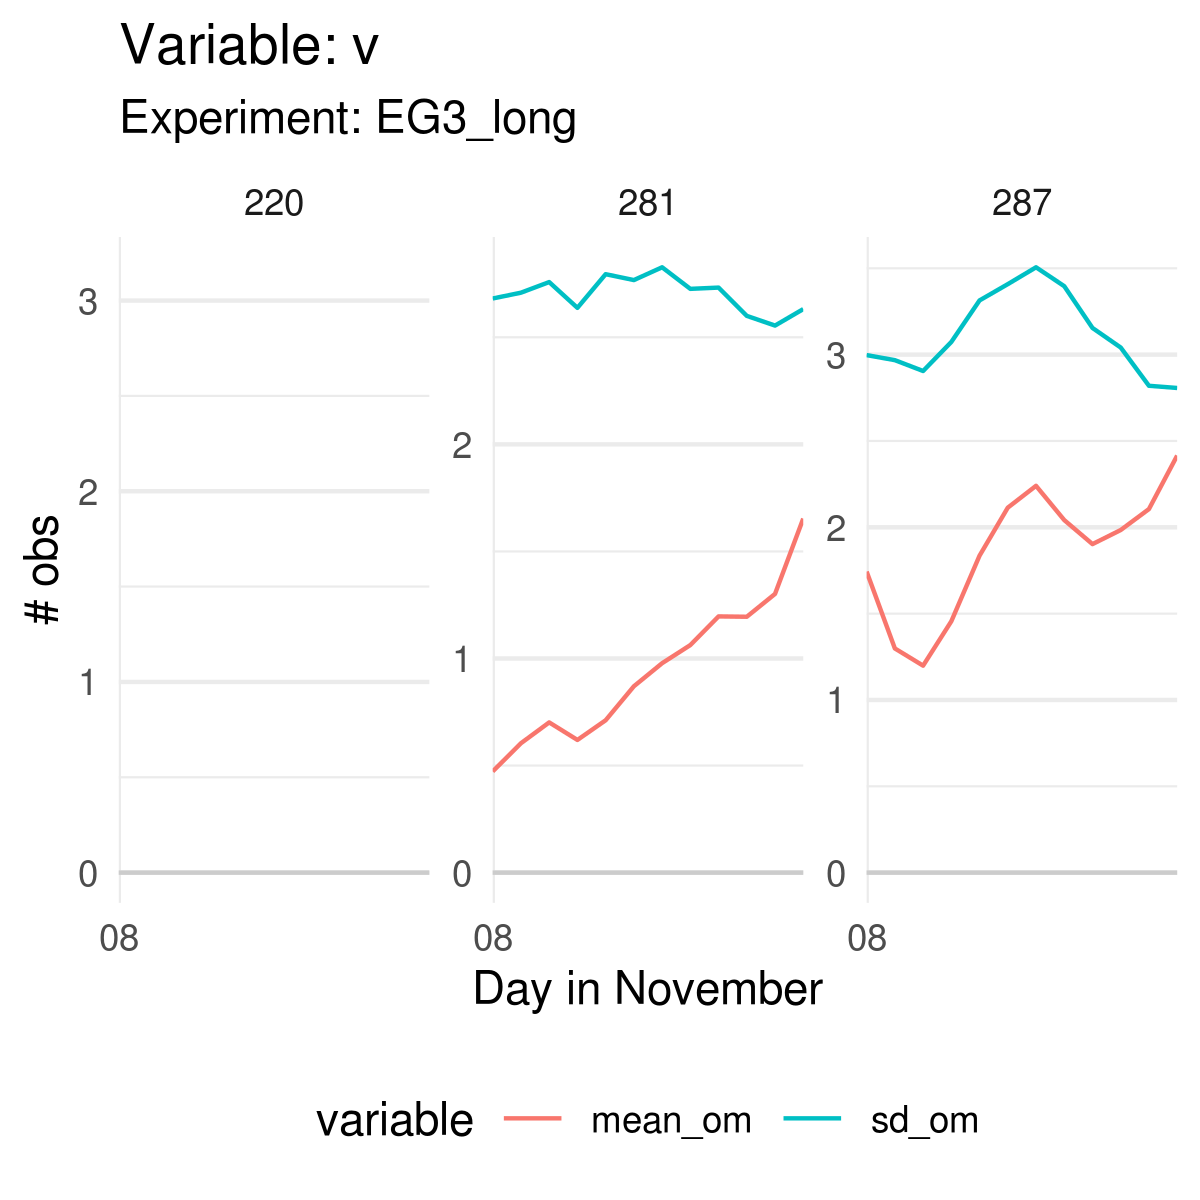 Variable: v
Experiment: EG3_long
220 281 287
3
2
1
0
2
1
0
3
2
1
0
# obs
08 08 08
Day in November
variable mean_om sd_om